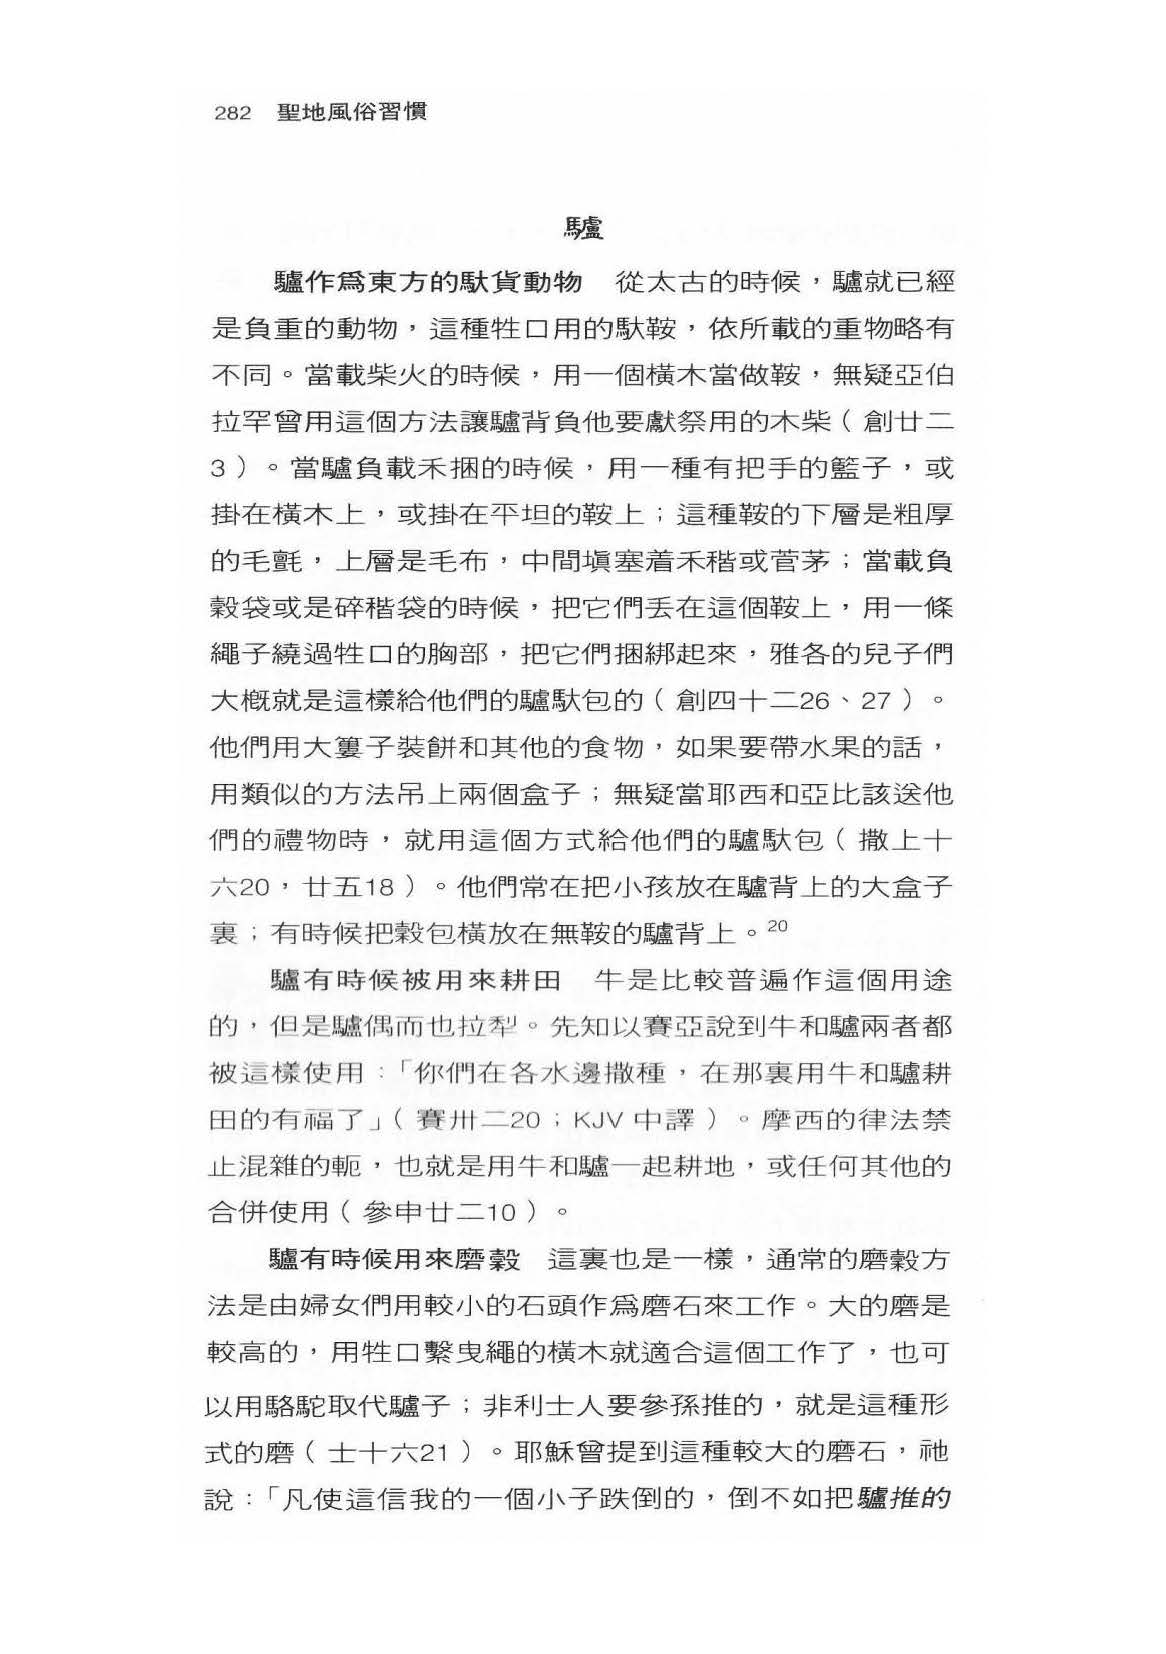 282 聖地風俗習慣
驢
驢作爲東方的馱貨動物 從太古的時候，驢就已經
是負重的動物，這種牲口用的馱鞍，依所載的重物略有
不同。當載柴火的時候，用一個橫木當做鞍，無疑亞伯
拉罕曾用這個方法讓驢背負他要獻祭用的木柴（創廿二
3）。當驢負載禾捆的時候，用一種有把手的籃子，或
掛在橫木上，或掛在平坦的鞍上；這種鞍的下層是粗厚
的毛氈，上層是毛布，中間塡塞着禾稭或菅茅；當載負
穀袋或是碎稭袋的時候，把它們丢在這個鞍上，用一條
繩子繞過牲口的胸部，把它們捆綁起來，雅各的兒子們
大槪就是這樣給他們的驢馱包的（創四十二26、27）。
他們用大簍子裝餅和其他的食物，如果要帶水果的話，
用類似的方法吊上兩個盒子；無疑當耶西和亞比該送他
們的禮物時，就用這個方式給他們的驢馱包（撒上十
六20，廿五18）。他們常在把小孩放在驢背上的大盒子
裏；有時候把穀包橫放在無鞍的驢背上。20
驢有時候被用來耕田 牛是比較普遍作這個用途
的，但是驢偶而也拉犁。先知以賽亞說到牛和驢兩者都
被這樣使用：「你們在各水邊撒種，在那裏用牛和驢耕
田的有福了」（賽卅二20；KJV 中譯）。摩西的律法禁
止混雜的軛，也就是用牛和驢一起耕地，或任何其他的
合併使用（參申廿二10）。
驢有時候用來磨穀 這裏也是一樣，通常的磨穀方
法是由婦女們用較小的石頭作爲磨石來工作。大的磨是
較高的，用牲口繫曳繩的橫木就適合這個工作了，也可
以用駱駝取代驢子；非利士人要參孫推的，就是這種形
式的磨（士十六21）。耶穌曾提到這種較大的磨石，祂
說：「凡使這信我的一個小子跌倒的，倒不如把驢推的